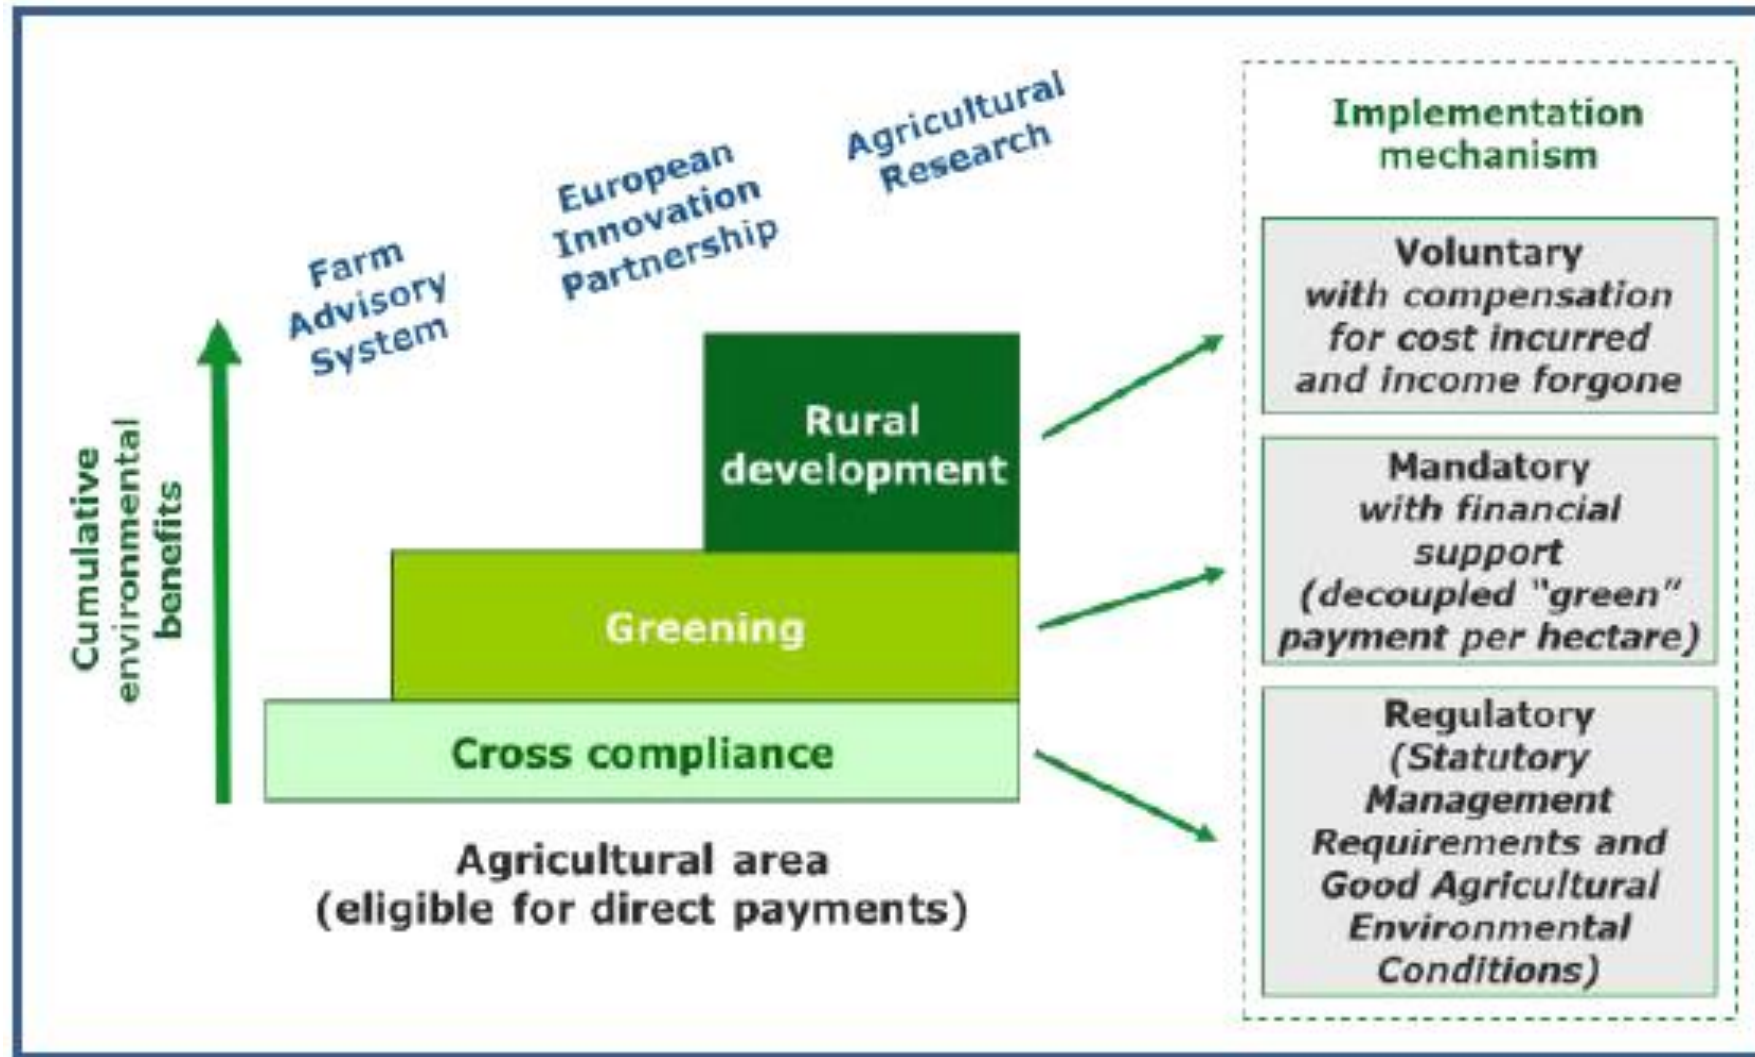 Farm
Advisory
System
European
Innovation
Partnership
Agricultural
Research
Cumulative
environmental
benefits
Rural
development
Greening
Cross compliance
Agricultural area
(eligible for direct payments)
Implementation
mechanism
Voluntary
with compensation
for cost incurred
and income forgone
Mandatory
with financial
support
(decoupled “green”
payment per hectare)
Regulatory
(Statutory
Management
Requirements and
Good Agricultural
Environmental
Conditions)